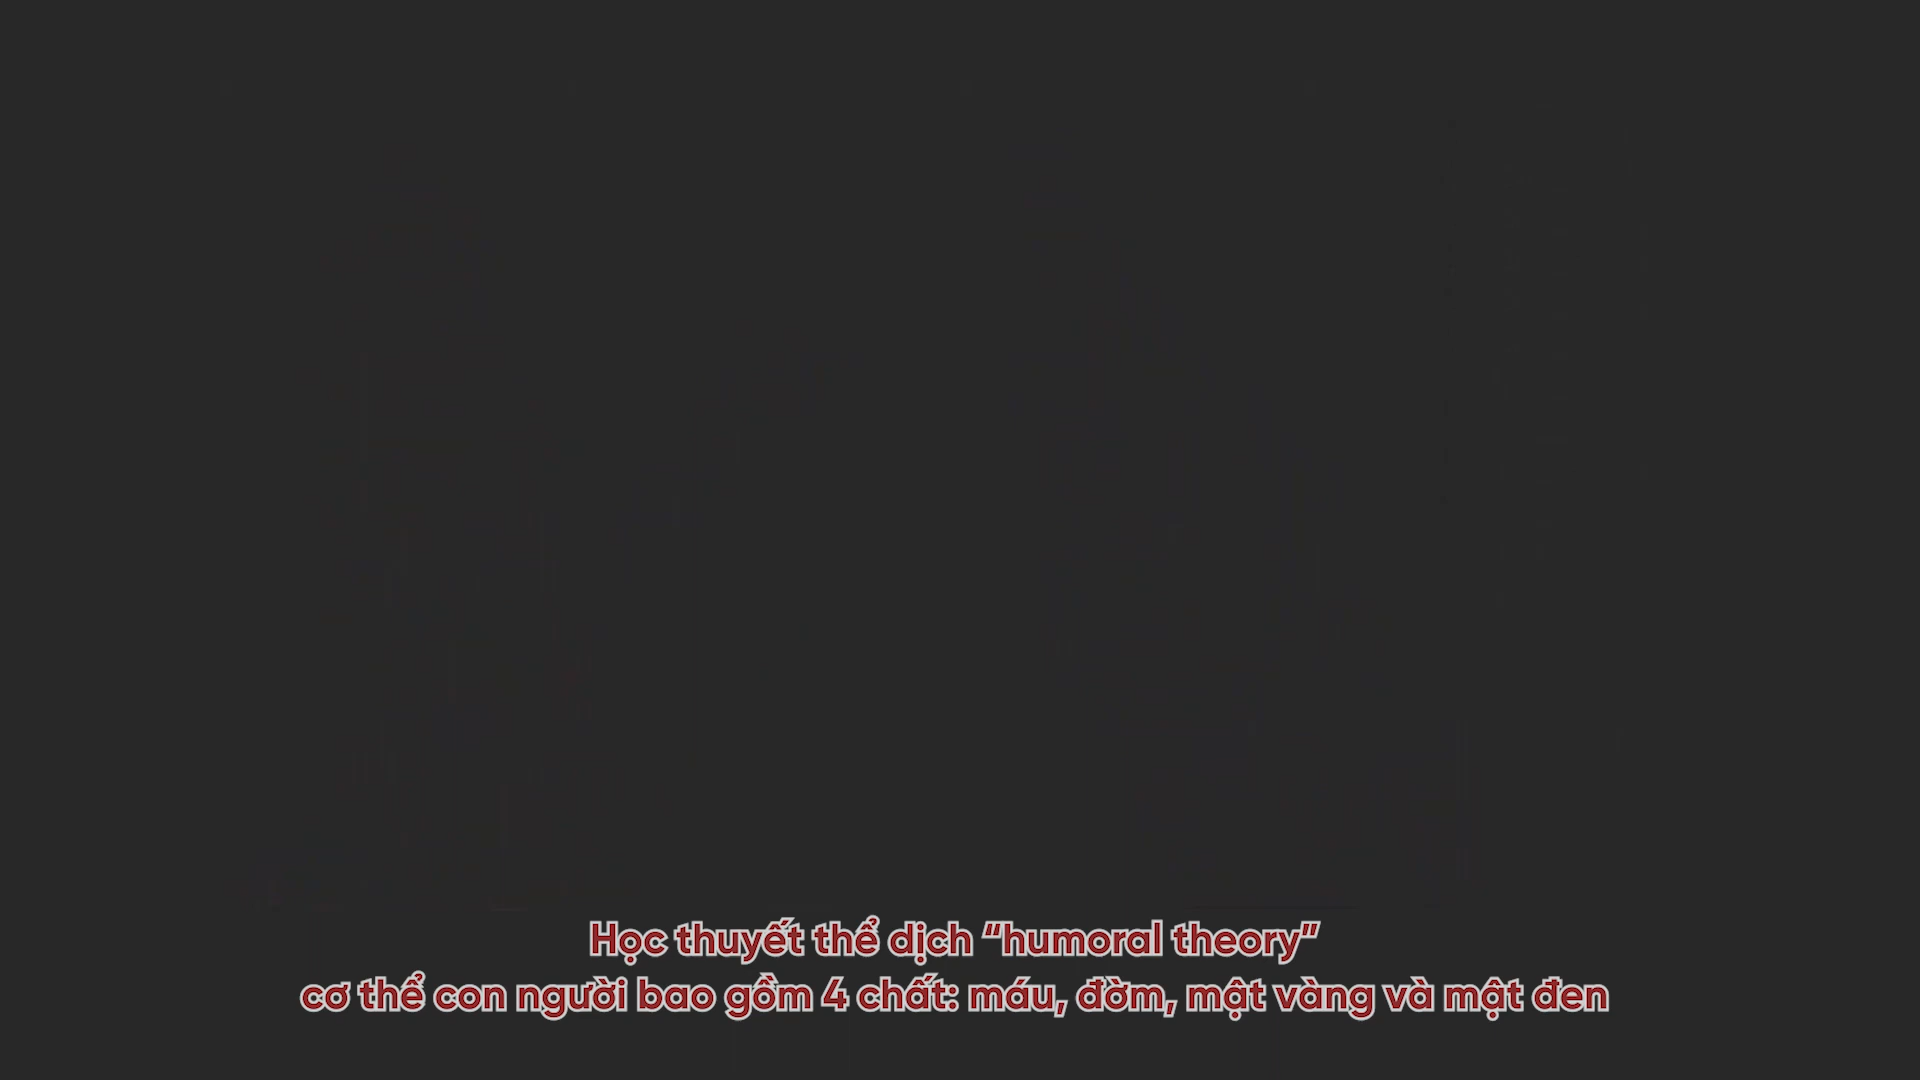 Học thuyết thể dịch “humoral theory”
cơ thể con người bao gồm 4 chất: máu, đờm, mật vàng và mật đen